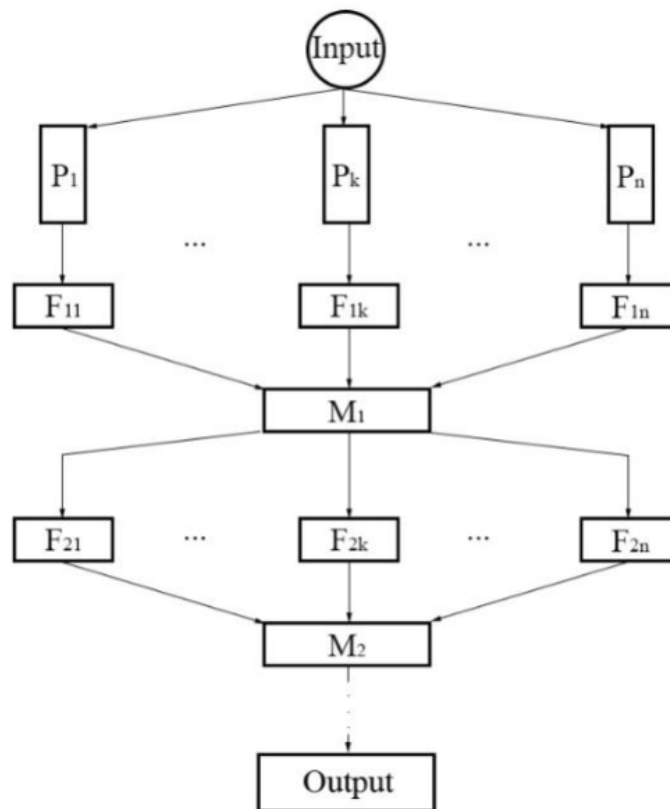 Input
P₁ Pₖ Pₙ
... ...
F₁₁ F₁ₖ F₁ₙ
M₁
F₂₁ ... F₂ₖ ... F₂ₙ
M₂
Output